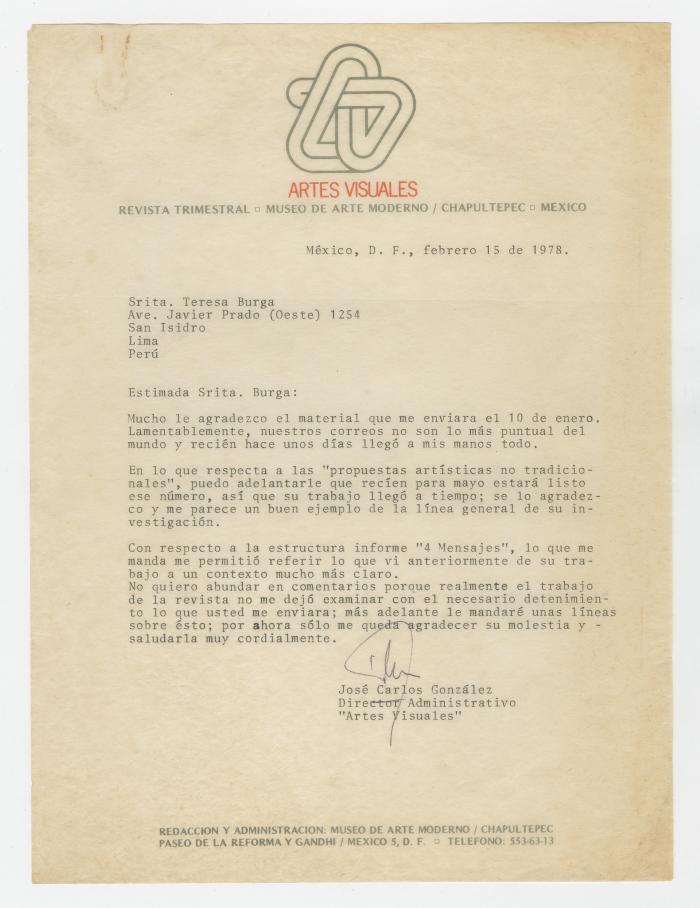 ARTES VISUALES
REVISTA TRIMESTRAL □ MUSEO DE ARTE MODERNO / CHAPULTEPEC □ MEXICO
México, D. F., febrero 15 de 1978.
Srita. Teresa Burga
Ave. Javier Prado (Oeste) 1254
San Isidro
Lima
Perú
Estimada Srita. Burga:
Mucho le agradezco el material que me enviara el 10 de enero.
Lamentablemente, nuestros correos no son lo más puntual del
mundo y recién hace unos días llegó a mis manos todo.
En lo que respecta a las "propuestas artísticas no tradicio-
nales", puedo adelantarle que recíen para mayo estará listo
ese número, así que su trabajo llegó a tiempo; se lo agradez-
co y me parece un buen ejemplo de la línea general de su in-
vestigación.
Con respecto a la estructura informe "4 Mensajes", lo que me
manda me permitió referir lo que vi anteriormente de su tra-
bajo a un contexto mucho más claro.
No quiero abundar en comentarios porque realmente el trabajo
de la revista no me dejó examinar con el necesario detenimien-
to lo que usted me enviara; más adelante le mandaré unas líneas
sobre ésto; por ahora sólo me queda agradecer su molestia y -
saludarla muy cordialmente.
José Carlos González
Director Administrativo
"Artes Visuales"
REDACCION Y ADMINISTRACION: MUSEO DE ARTE MODERNO / CHAPULTEPEC
PASEO DE LA REFORMA Y GANDHI / MEXICO 5, D. F. □ TELEFONO: 553-63-13